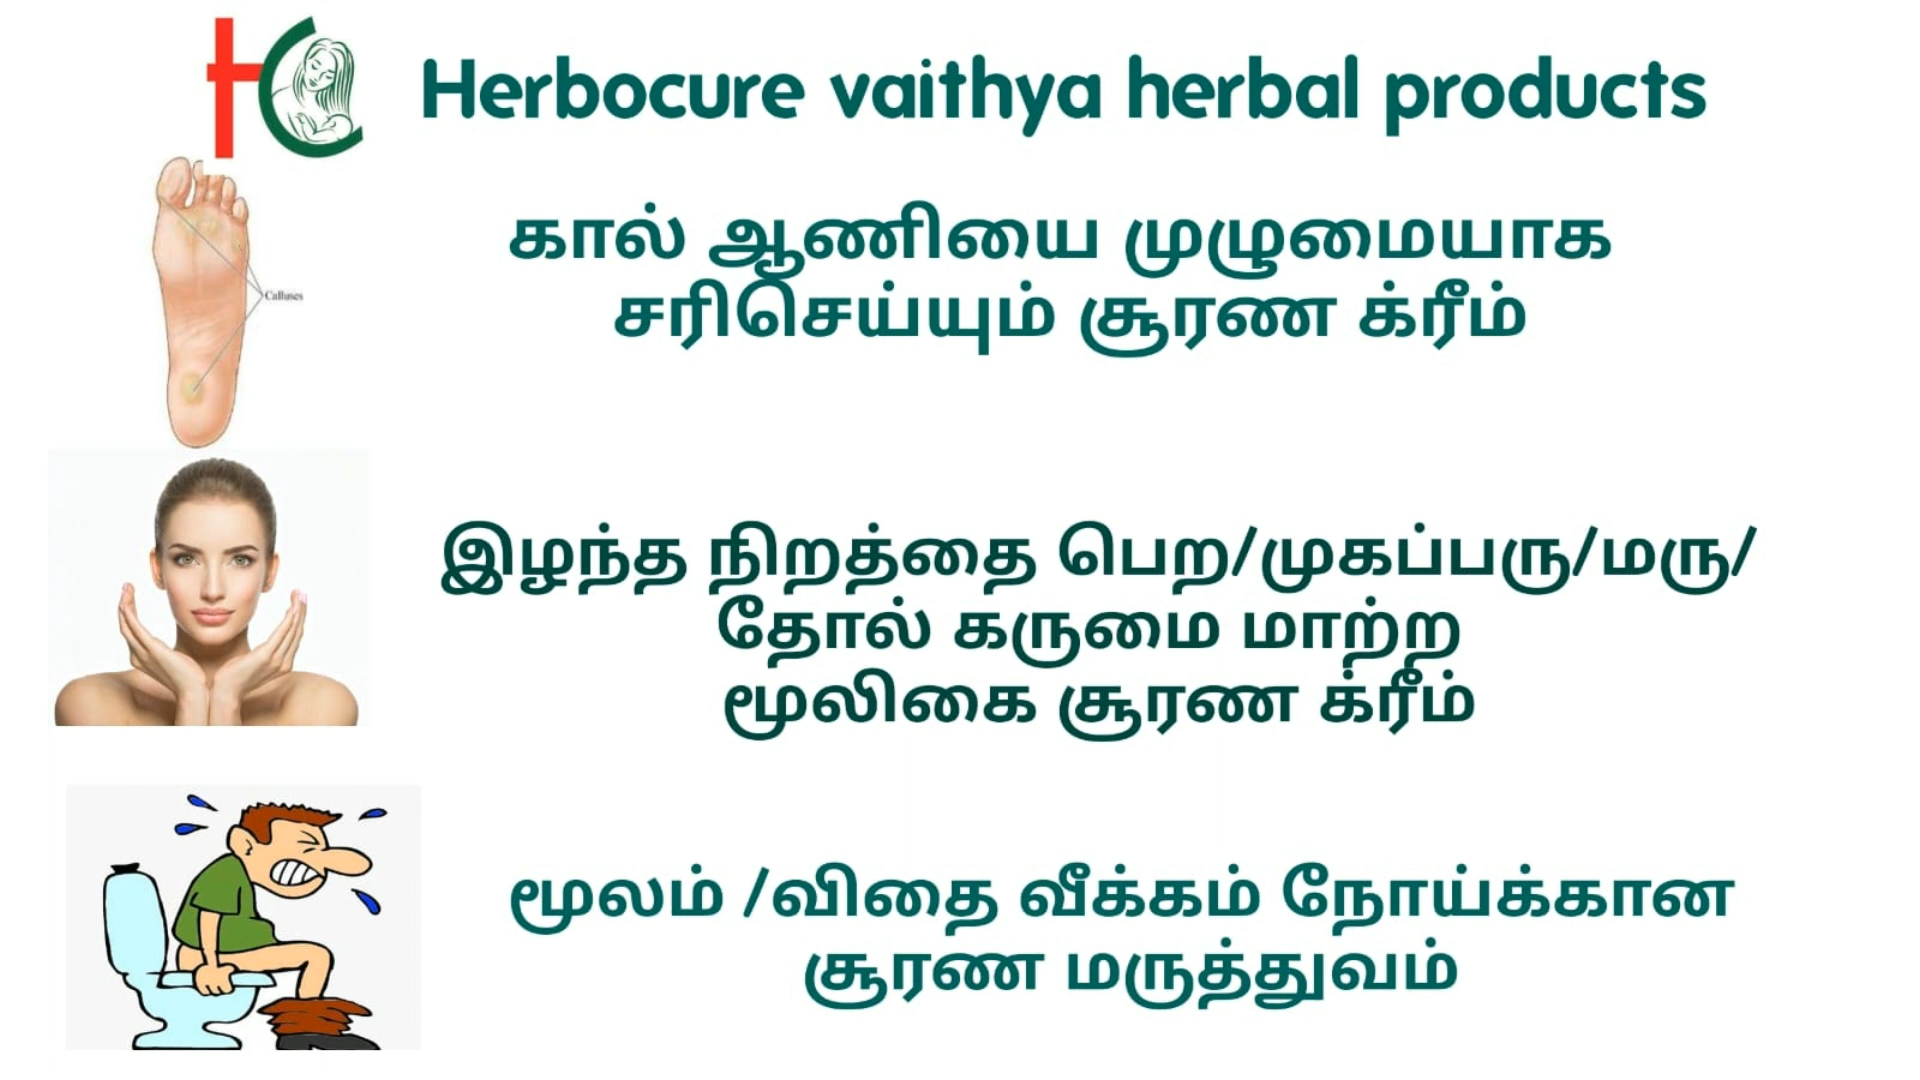 Herbocure vaithya herbal products
கால் ஆணியை முழுமையாக
சரிசெய்யும் சூரண க்ரீம்
Calluses
இழந்த நிறத்தை பெற/முகப்பரு/மரு/
தோல் கருமை மாற்ற
மூலிகை சூரண க்ரீம்
மூலம் /விதை வீக்கம் நோய்க்கான
சூரண மருத்துவம்